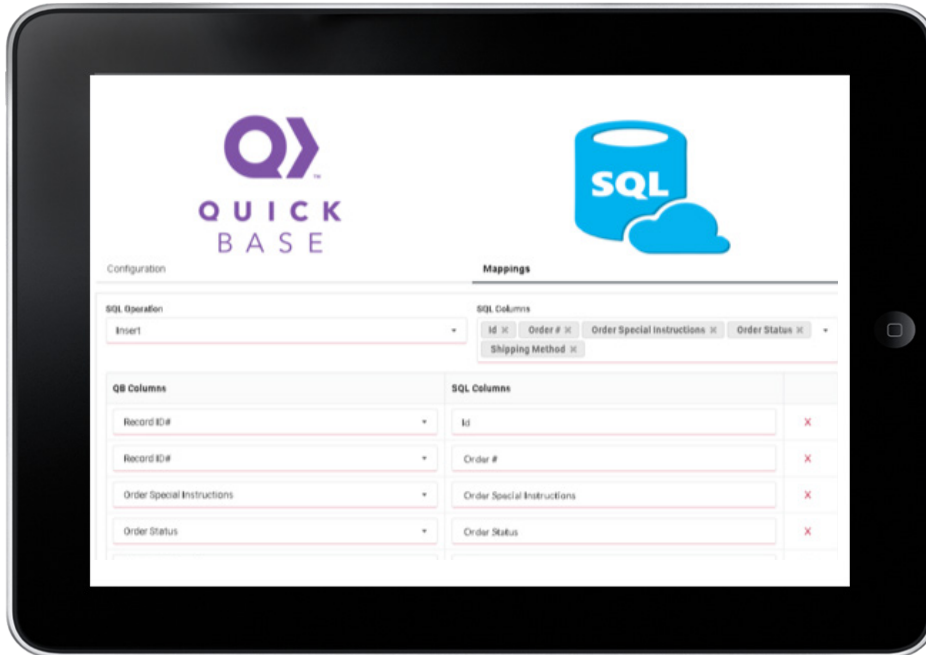 QUICK
BASE
™
SQL
Configuration
Mappings
SQL Operation
Insert
SQL Columns
Id ×
Order # ×
Order Special Instructions ×
Order Status ×
Shipping Method ×
QB Columns
SQL Columns
Record ID#
Id
X
Record ID#
Order #
X
Order Special Instructions
Order Special Instructions
X
Order Status
Order Status
X